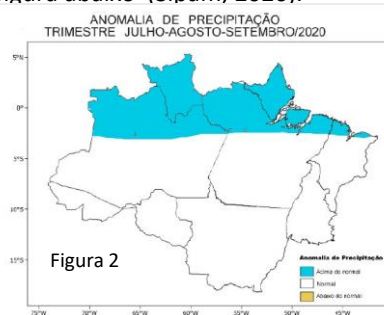 figura abaixo (Sipam, 2020).
ANOMALIA DE PRECIPITAÇÃO
TRIMESTRE JULHO-AGOSTO-SETEMBRO/2020
5°N
0°
5°S
10°S
15°S
Figura 2
Anomalia de Precipitação
Acima do normal
Normal
Abaixo do normal
75°W 70°W 65°W 60°W 55°W 50°W 45°W